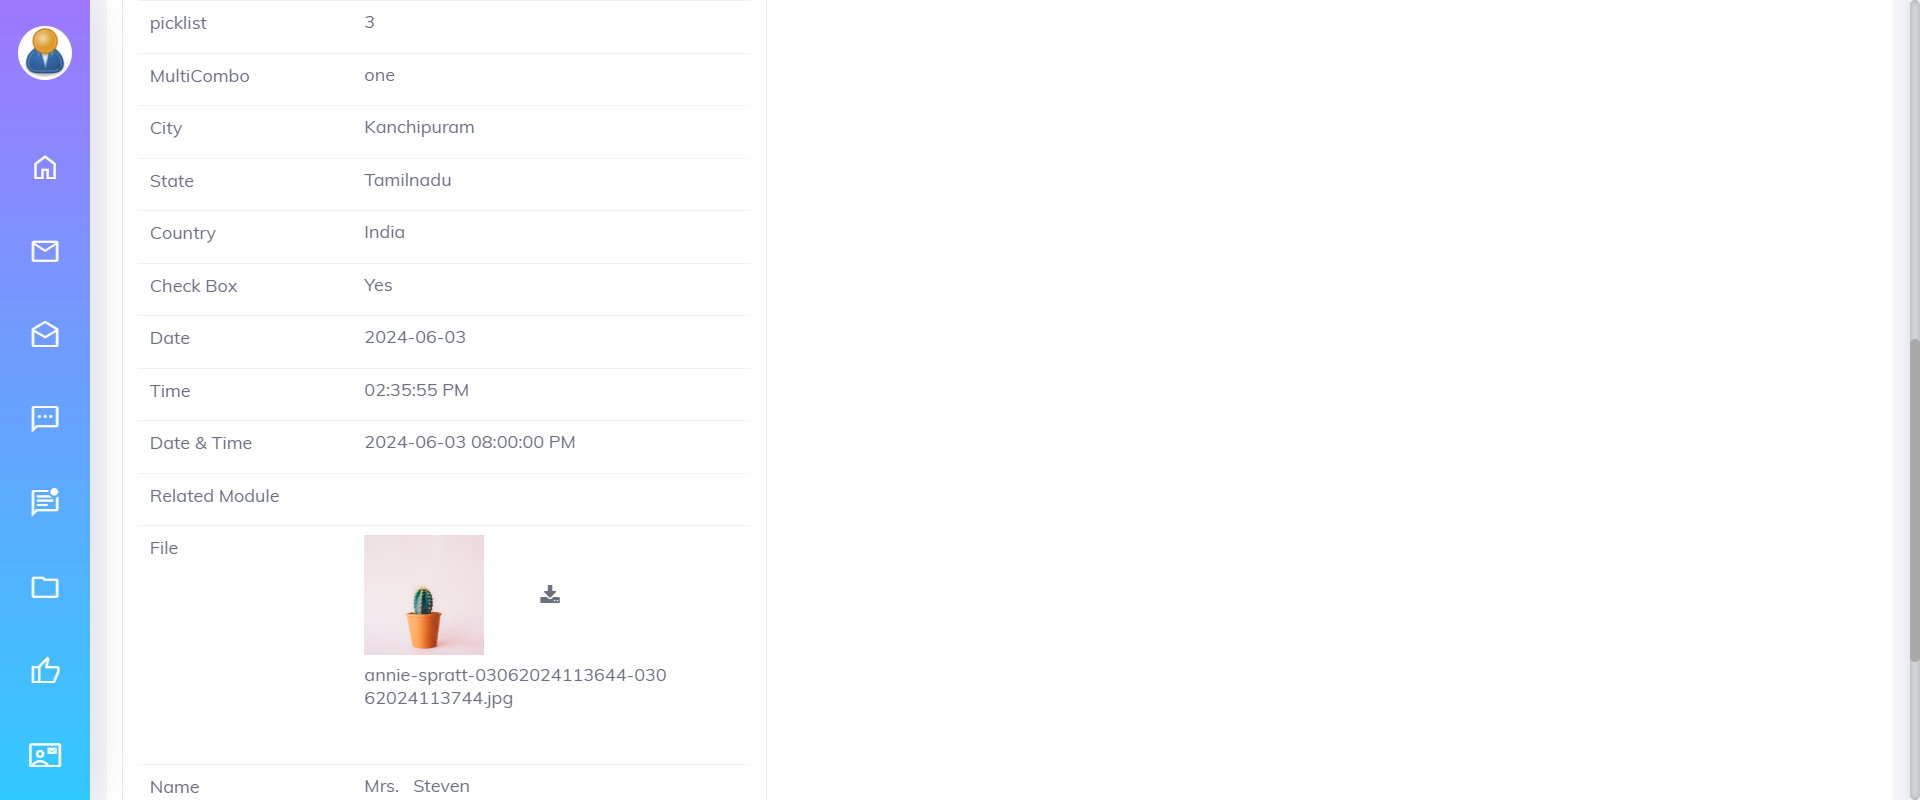 picklist 3
MultiCombo one
City Kanchipuram
State Tamilnadu
Country India
Check Box Yes
Date 2024-06-03
Time 02:35:55 PM
Date & Time 2024-06-03 08:00:00 PM
Related Module
File
annie-spratt-03062024113644-030
62024113744.jpg
Name Mrs. Steven